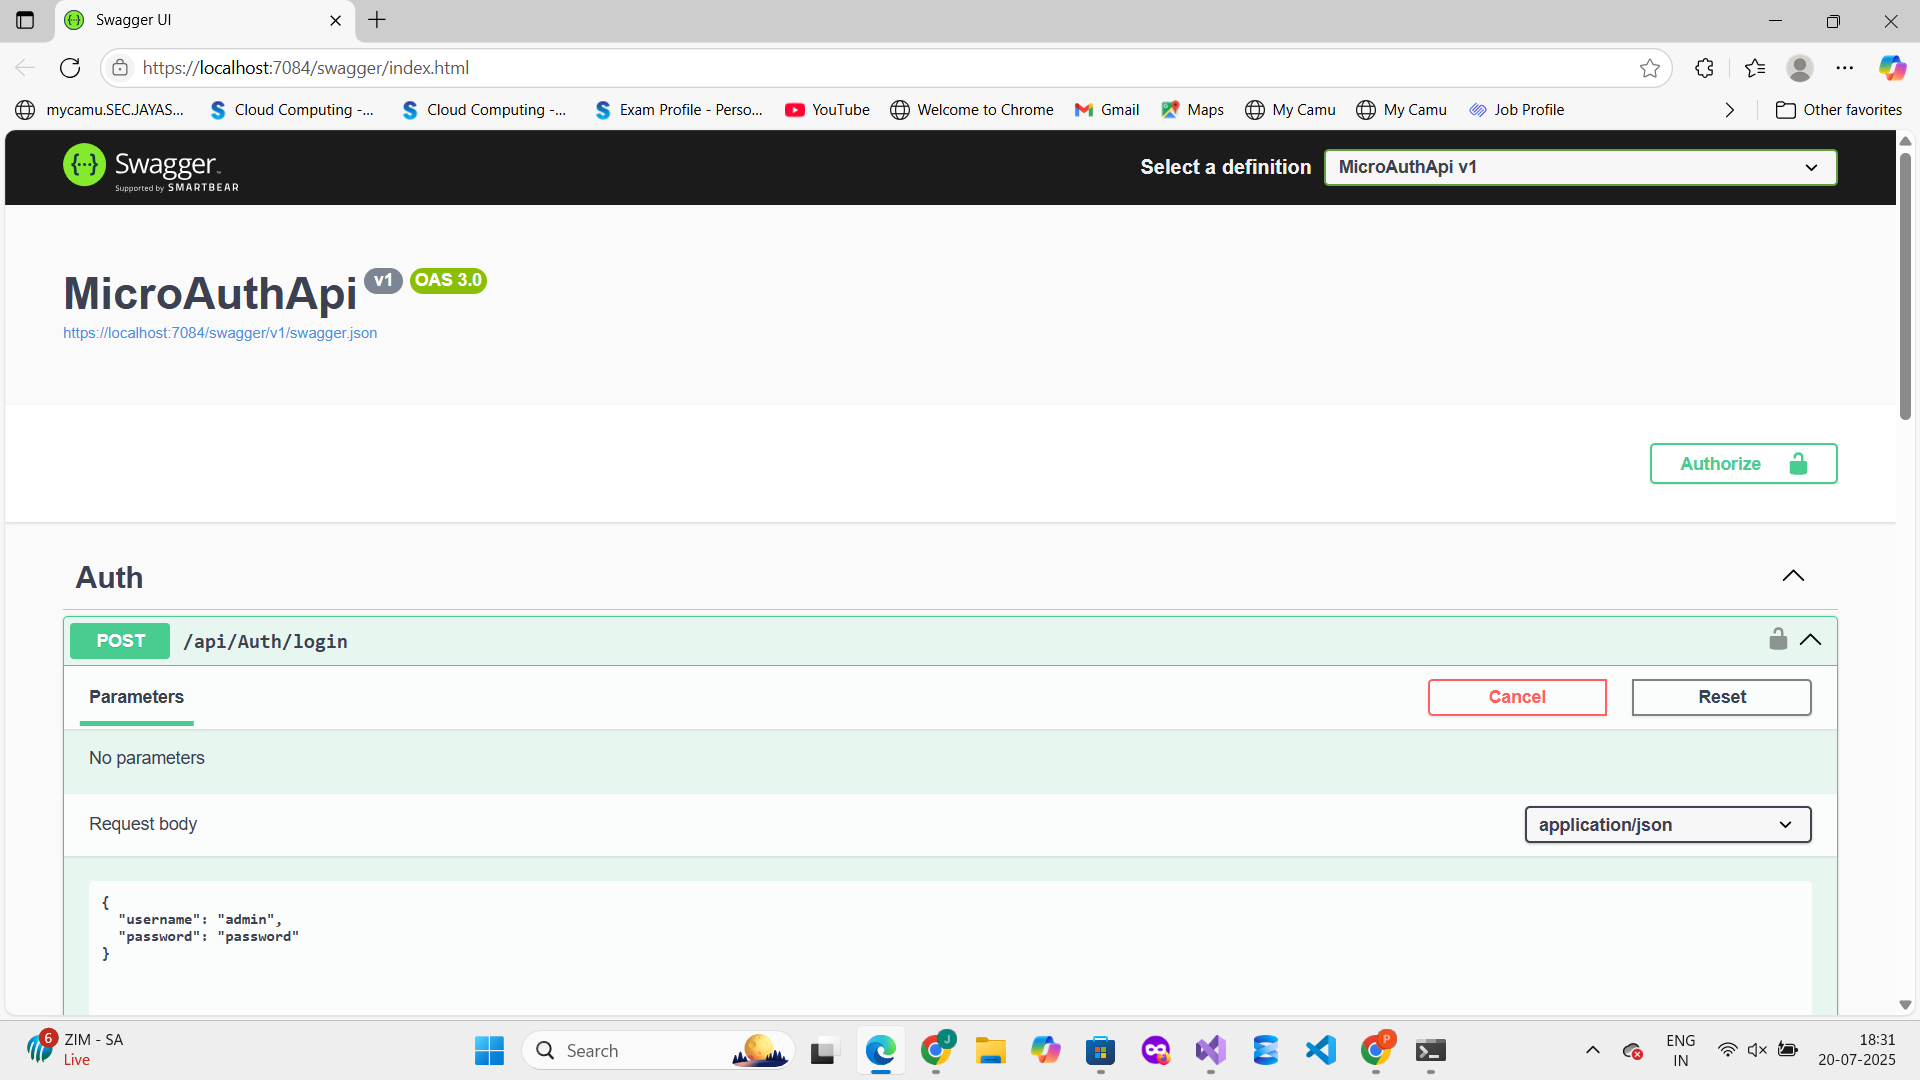 Swagger UI
https://localhost:7084/swagger/index.html
mycamu.SEC.JAYAS...
Cloud Computing -...
Cloud Computing -...
Exam Profile - Perso...
YouTube
Welcome to Chrome
Gmail
Maps
My Camu
My Camu
Job Profile
Other favorites
Swagger
Supported by SMARTBEAR
Select a definition
MicroAuthApi v1
MicroAuthApi v1 OAS 3.0
https://localhost:7084/swagger/v1/swagger.json
Authorize
Auth
POST /api/Auth/login
Parameters
Cancel
Reset
No parameters
Request body
application/json
{
"username": "admin",
"password": "password"
}
6
ZIM - SA
Live
Search
J
P
ENG
IN
18:31
20-07-2025